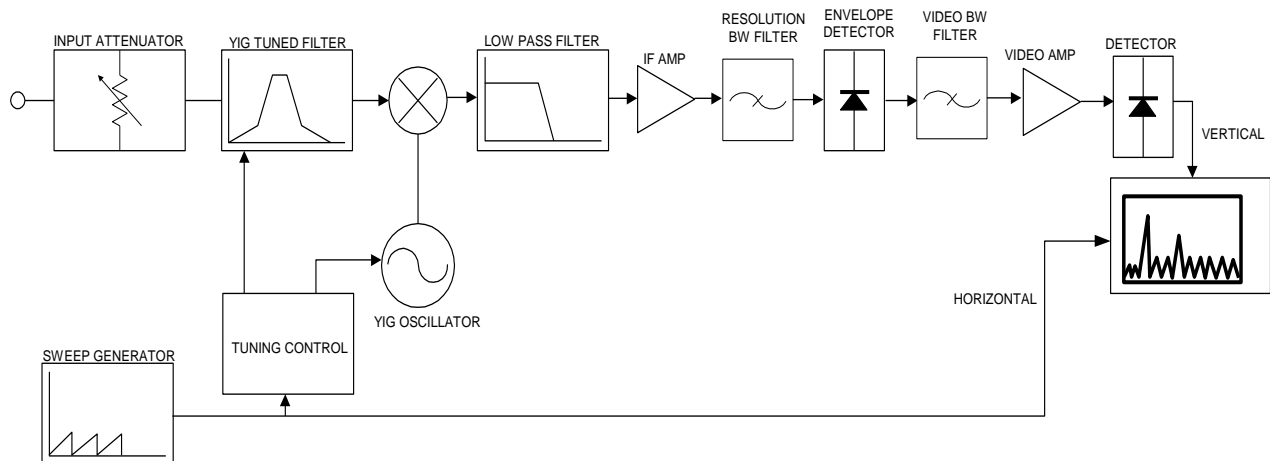 INPUT ATTENUATOR
YIG TUNED FILTER
LOW PASS FILTER
IF AMP
RESOLUTION
BW FILTER
ENVELOPE
DETECTOR
VIDEO BW
FILTER
VIDEO AMP
DETECTOR
VERTICAL
HORIZONTAL
YIG OSCILLATOR
TUNING CONTROL
SWEEP GENERATOR